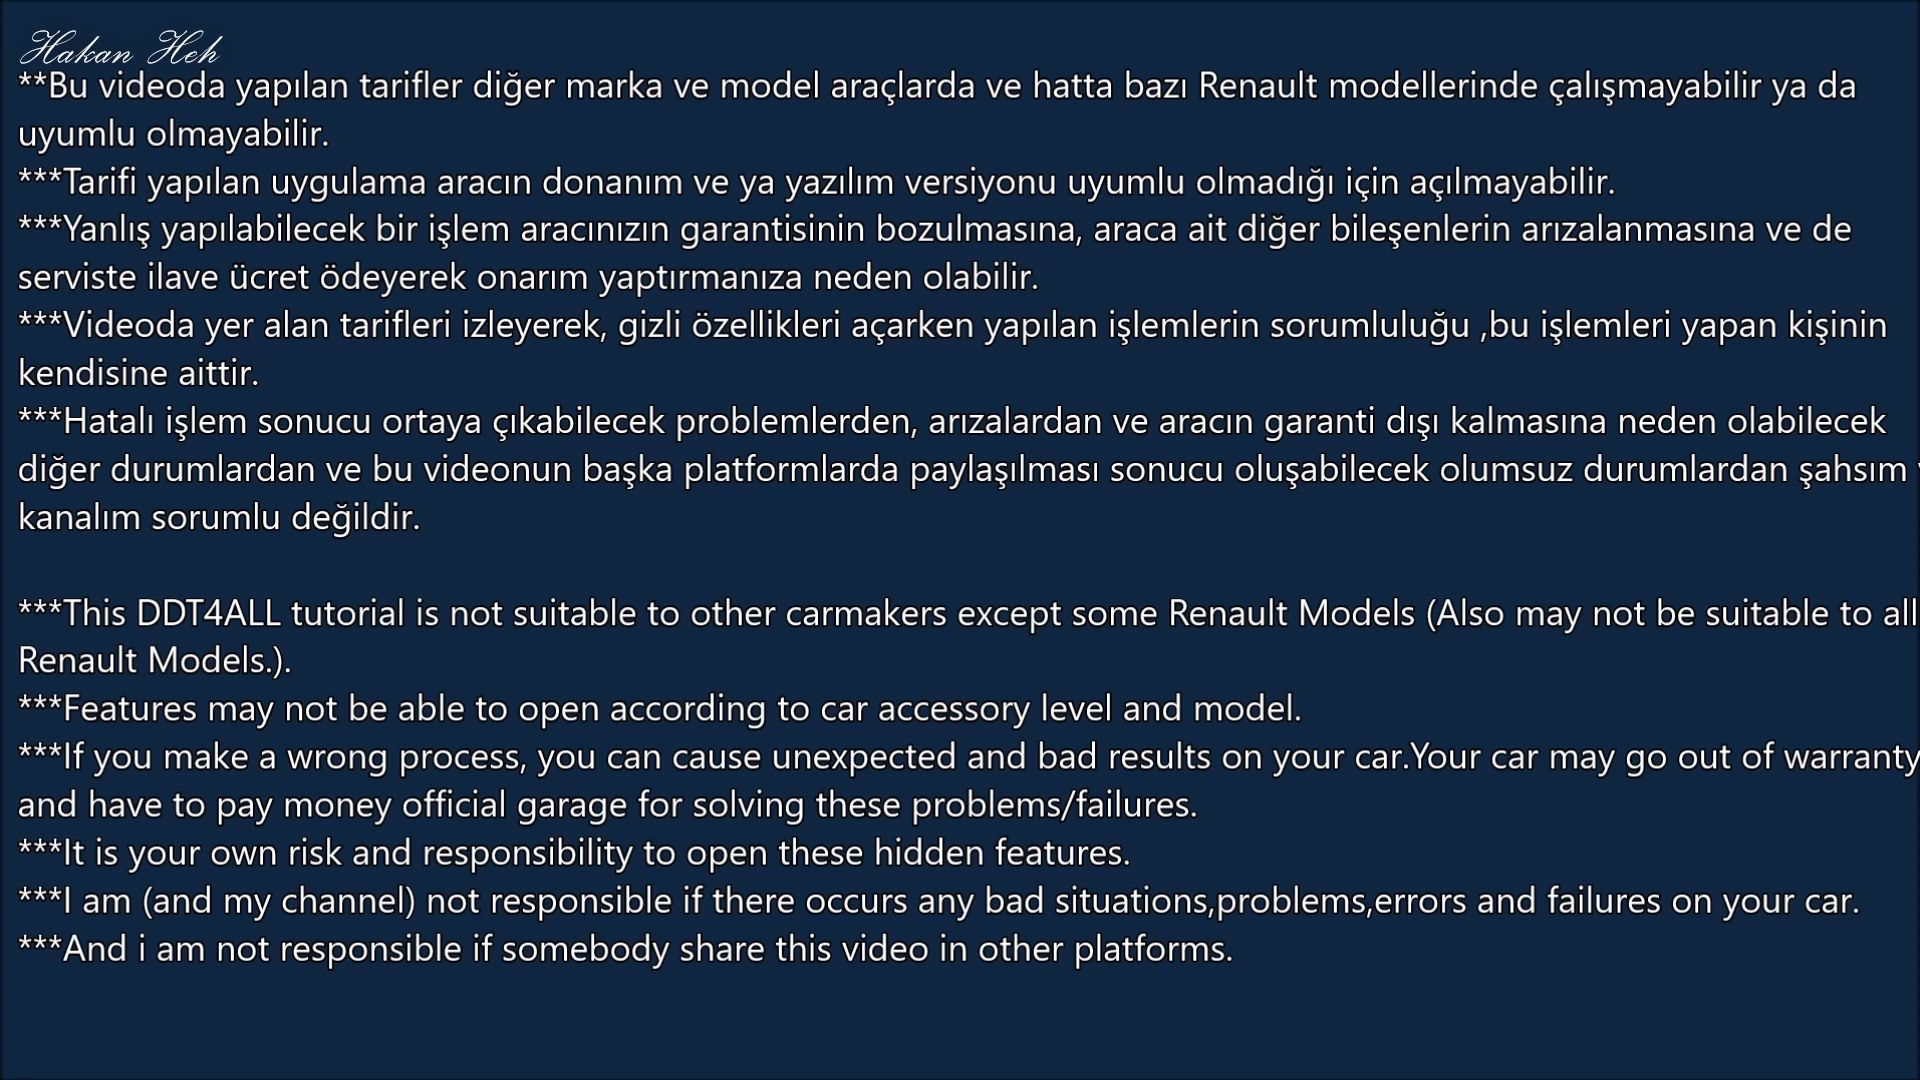 Hakan Heh
**Bu videoda yapılan tarifler diğer marka ve model araçlarda ve hatta bazı Renault modellerinde çalışmayabilir ya da
uyumlu olmayabilir.
***Tarifi yapılan uygulama aracın donanım ve ya yazılım versiyonu uyumlu olmadığı için açılmayabilir.
***Yanlış yapılabilecek bir işlem aracınızın garantisinin bozulmasına, araca ait diğer bileşenlerin arızalanmasına ve de
serviste ilave ücret ödeyerek onarım yaptırmanıza neden olabilir.
***Videoda yer alan tarifleri izleyerek, gizli özellikleri açarken yapılan işlemlerin sorumluluğu ,bu işlemleri yapan kişinin
kendisine aittir.
***Hatalı işlem sonucu ortaya çıkabilecek problemlerden, arızalardan ve aracın garanti dışı kalmasına neden olabilecek
diğer durumlardan ve bu videonun başka platformlarda paylaşılması sonucu oluşabilecek olumsuz durumlardan şahsım
kanalım sorumlu değildir.
***This DDT4ALL tutorial is not suitable to other carmakers except some Renault Models (Also may not be suitable to all
Renault Models.).
***Features may not be able to open according to car accessory level and model.
***If you make a wrong process, you can cause unexpected and bad results on your car.Your car may go out of warranty
and have to pay money official garage for solving these problems/failures.
***It is your own risk and responsibility to open these hidden features.
***I am (and my channel) not responsible if there occurs any bad situations,problems,errors and failures on your car.
***And i am not responsible if somebody share this video in other platforms.